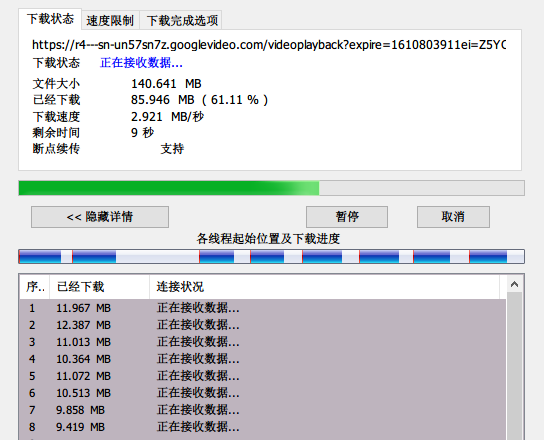 下载状态 速度限制 下载完成选项
https://r4---sn-un57sn7z.googlevideo.com/videoplayback?expire=1610803911ei=Z5YC
下载状态 正在接收数据...
文件大小 140.641 MB
已经下载 85.946 MB ( 61.11 % )
下载速度 2.921 MB/秒
剩余时间 9 秒
断点续传 支持
<< 隐藏详情 暂停 取消
各线程起始位置及下载进度
序.. 已经下载 连接状况
1 11.967 MB 正在接收数据...
2 12.387 MB 正在接收数据...
3 11.013 MB 正在接收数据...
4 10.364 MB 正在接收数据...
5 11.072 MB 正在接收数据...
6 10.513 MB 正在接收数据...
7 9.858 MB 正在接收数据...
8 9.419 MB 正在接收数据...